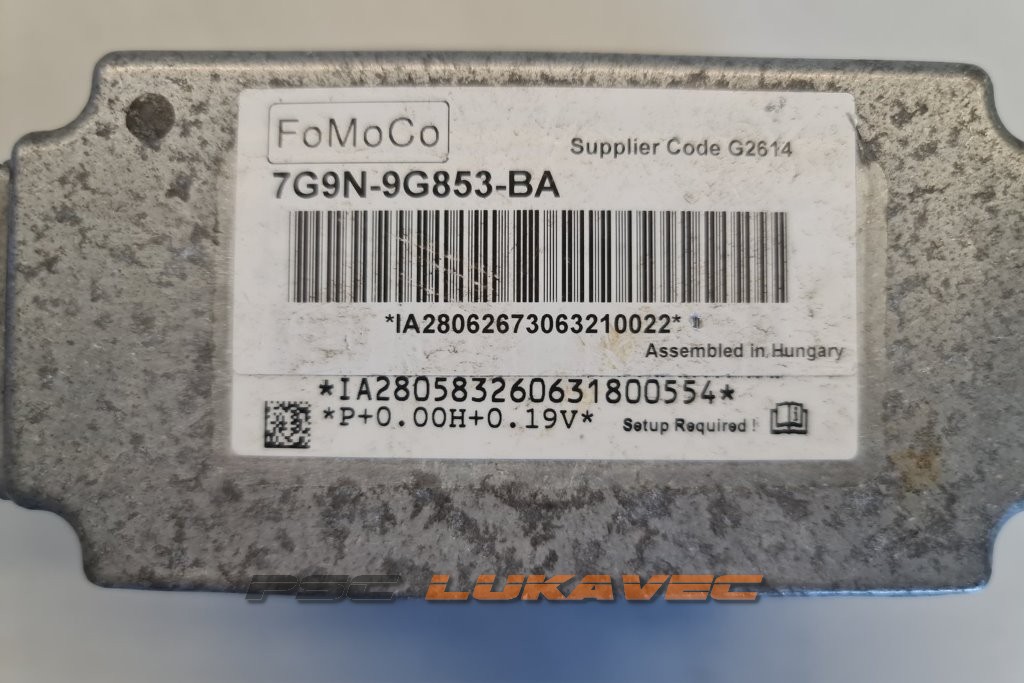 FoMoCo
Supplier Code G2614
7G9N-9G853-BA
*IA28062673063210022*
Assembled in Hungary
*IA280583260631800554*
*P+0.00H+0.19V*
Setup Required !
PSC LUKAVEC